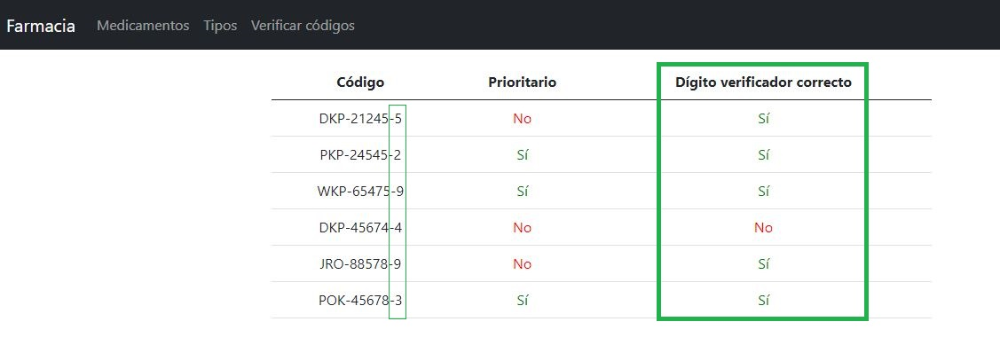 Farmacia Medicamentos Tipos Verificar códigos
Código Prioritario Dígito verificador correcto
DKP-21245-5 No Sí
PKP-24545-2 Sí Sí
WKP-65475-9 Sí Sí
DKP-45674-4 No No
JRO-88578-9 No Sí
POK-45678-3 Sí Sí